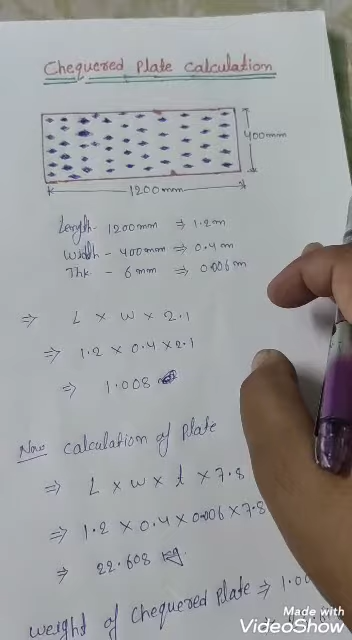 Chequered Plate Calculation
400mm
1200mm
Length - 1200mm ⇒ 1.2m
Width - 400mm ⇒ 0.4m
Thk - 6mm ⇒ 0.006m
⇒ L × W × 2.1
⇒ 1.2 × 0.4 × 2.1
⇒ 1.008
Now Calculation of Plate
⇒ L × W × t × 7.8
⇒ 1.2 × 0.4 × 0.006 × 7.8
⇒ 22.608 kg
Weight of Chequered Plate ⇒ 1.00
Made with
VideoShow